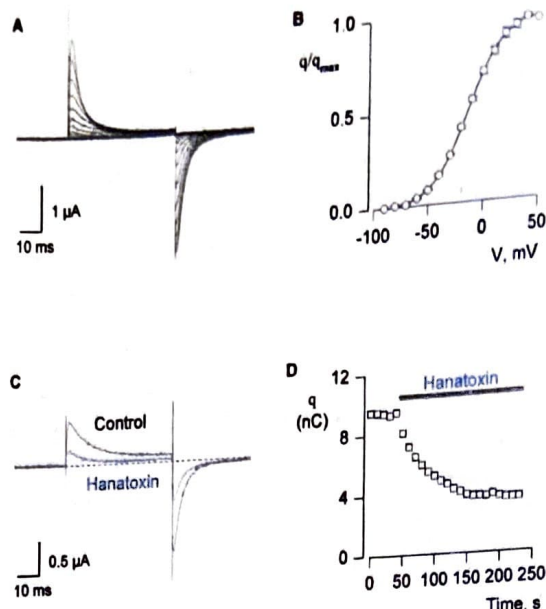 A
1 µA
10 ms
B
q/qmax
1.0
0.5
0.0
-100 -50 0 50
V, mV
C
Control
Hanatoxin
0.5 µA
10 ms
D
Hanatoxin
q
(nC)
12
8
4
0
0 50 100 150 200 250
Time, s